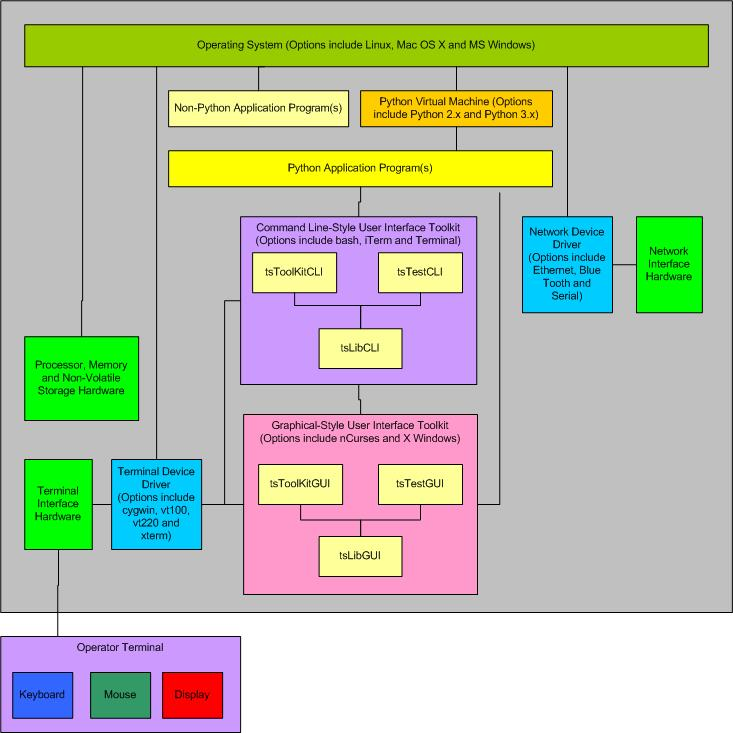 Operating System (Options include Linux, Mac OS X and MS Windows)
Non-Python Application Program(s)
Python Virtual Machine (Options
include Python 2.x and Python 3.x)
Python Application Program(s)
Command Line-Style User Interface Toolkit
(Options include bash, iTerm and Terminal)
tsToolKitCLI
tsTestCLI
tsLibCLI
Network Device
Driver
(Options include
Ethernet, Blue
Tooth and
Serial)
Network
Interface
Hardware
Processor, Memory
and Non-Volatile
Storage Hardware
Graphical-Style User Interface Toolkit
(Options include nCurses and X Windows)
tsToolKitGUI
tsTestGUI
tsLibGUI
Terminal
Interface
Hardware
Terminal Device
Driver
(Options include
cygwin, vt100,
vt220 and
xterm)
Operator Terminal
Keyboard
Mouse
Display